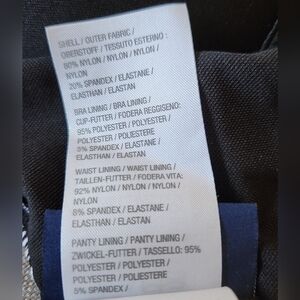 SHELL / OUTER FABRIC /
OBERSTOFF / TESSUTO ESTERNO :
80% NYLON / NYLON / NYLON /
NYLON
20% SPANDEX / ELASTANE /
ELASTHAN / ELASTAN
BRA LINING / BRA LINING /
CUP-FUTTER / FODERA REGGISENO:
95% POLYESTER / POLYESTER /
POLYESTER / POLIESTERE
5% SPANDEX / ELASTANE /
ELASTHAN / ELASTAN
WAIST LINING / WAIST LINING /
TAILLEN-FUTTER / FODERA VITA:
92% NYLON / NYLON / NYLON /
NYLON
8% SPANDEX / ELASTANE /
ELASTHAN / ELASTAN
PANTY LINING / PANTY LINING /
ZWICKEL-FUTTER / TASSELLO: 95%
POLYESTER / POLYESTER /
POLYESTER / POLIESTERE
5% SPANDEX /